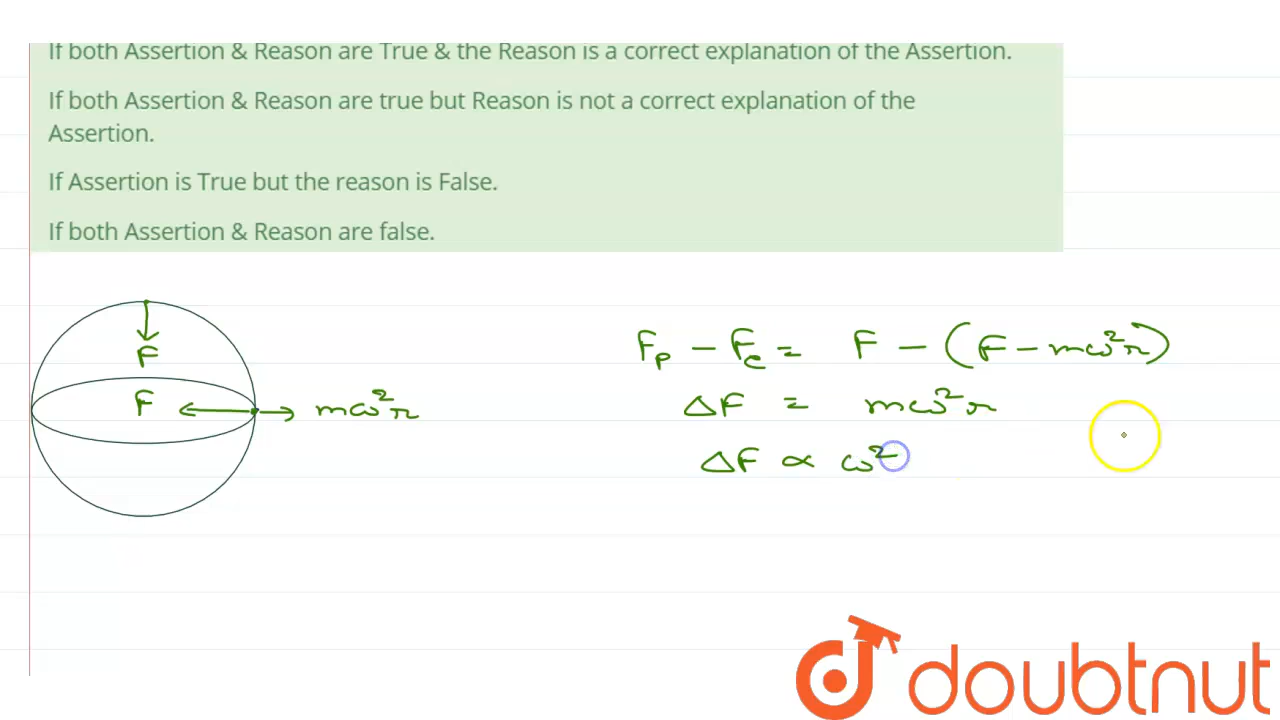 If both Assertion & Reason are True & the Reason is a correct explanation of the Assertion.
If both Assertion & Reason are true but Reason is not a correct explanation of the
Assertion.
If Assertion is True but the reason is False.
If both Assertion & Reason are false.
F
F
mω²r
Fp - Fe = F - (F - mω²r)
ΔF = mω²r
ΔF ∝ ω²
doubtnut